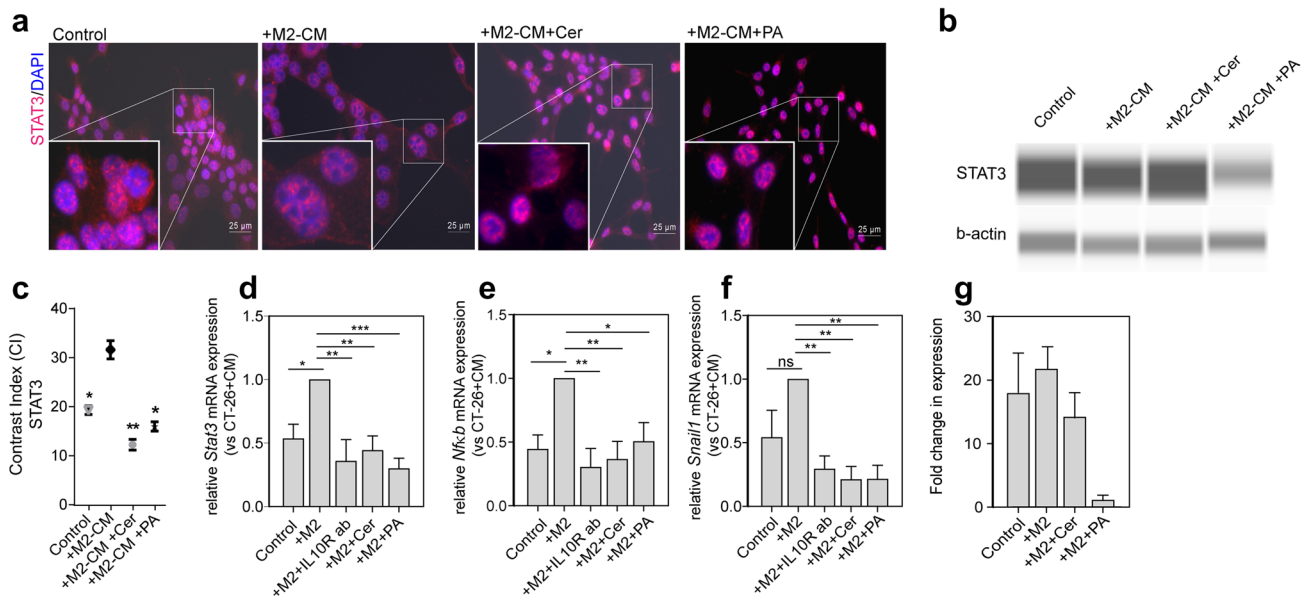 a
Control
+M2-CM
+M2-CM+Cer
+M2-CM+PA
STAT3/DAPI
25 µm
25 µm
25 µm
25 µm
b
Control
+M2-CM
+M2-CM +Cer
+M2-CM +PA
STAT3
b-actin
c
Contrast Index (CI)
STAT3
40
30
20
10
0
*
**
*
Control
+M2-CM
+M2-CM +Cer
+M2-CM +PA
d
relative Stat3 mRNA expression
(vs CT-26+CM)
1.5
1.0
0.5
0.0
***
**
**
*
Control
+M2
+M2+IL 10R ab
+M2+Cer
+M2+PA
e
relative Nfκb mRNA expression
(vs CT-26+CM)
1.5
1.0
0.5
0.0
*
**
**
*
Control
+M2
+M2+IL 10R ab
+M2+Cer
+M2+PA
f
relative Snail1 mRNA expression
(vs CT-26+CM)
1.5
1.0
0.5
0.0
**
**
**
ns
Control
+M2
+M2+IL 10R ab
+M2+Cer
+M2+PA
g
Fold change in expression
30
20
10
0
Control
+M2
+M2+Cer
+M2+PA